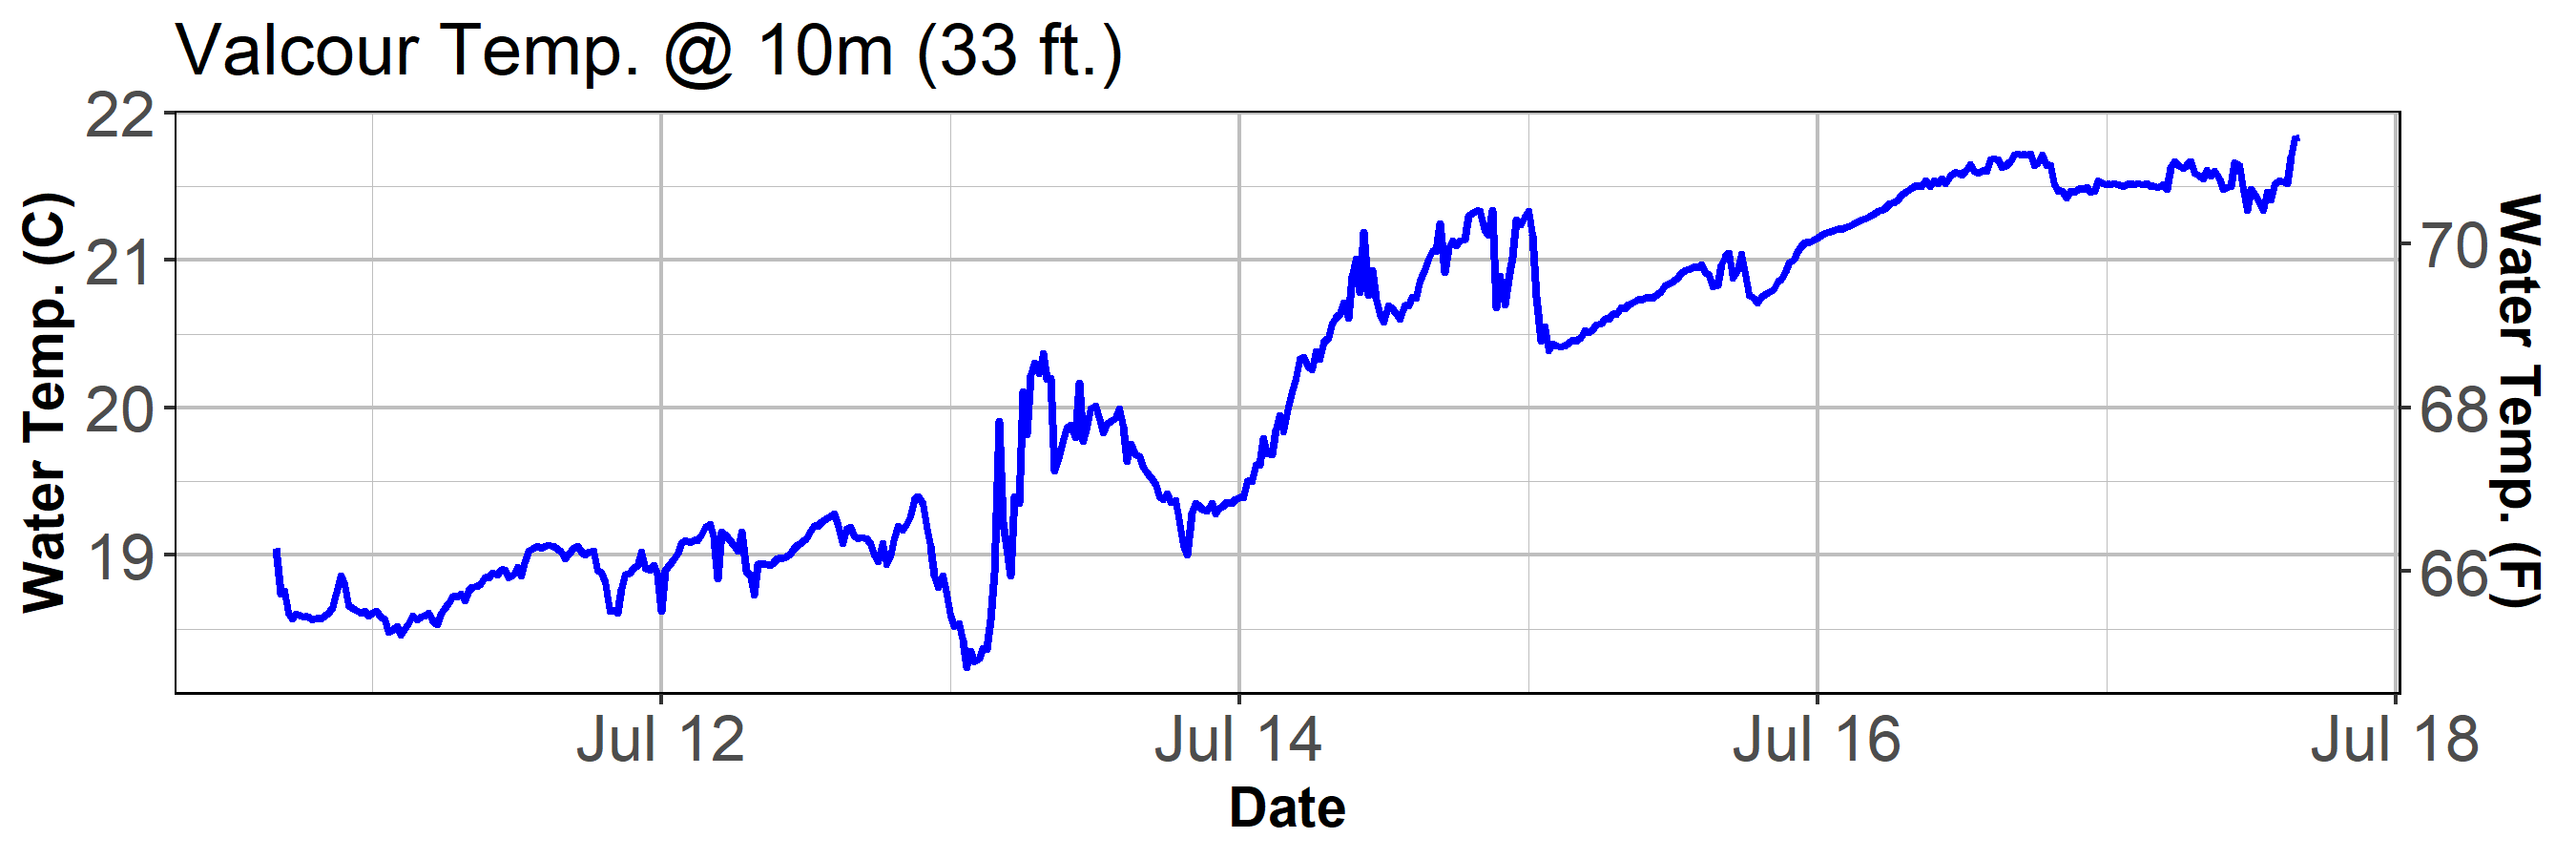 Valcour Temp. @ 10m (33 ft.)
Water Temp. (C)
22
21
20
19
70
68
66
Water Temp. (F)
Jul 12 Jul 14 Jul 16 Jul 18
Date